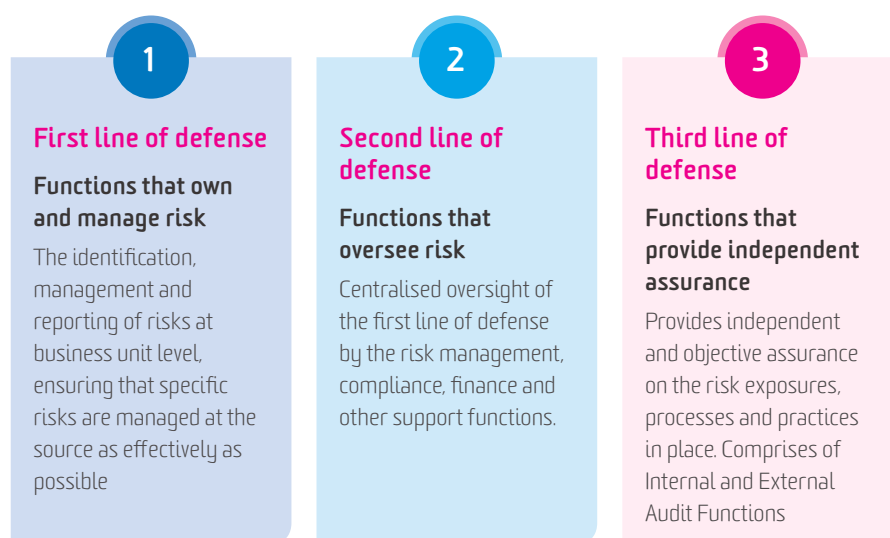 1
First line of defense
Functions that own
and manage risk
The identification,
management and
reporting of risks at
business unit level,
ensuring that specific
risks are managed at the
source as effectively as
possible
2
Second line of
defense
Functions that
oversee risk
Centralised oversight of
the first line of defense
by the risk management,
compliance, finance and
other support functions.
3
Third line of
defense
Functions that
provide independent
assurance
Provides independent
and objective assurance
on the risk exposures,
processes and practices
in place. Comprises of
Internal and External
Audit Functions